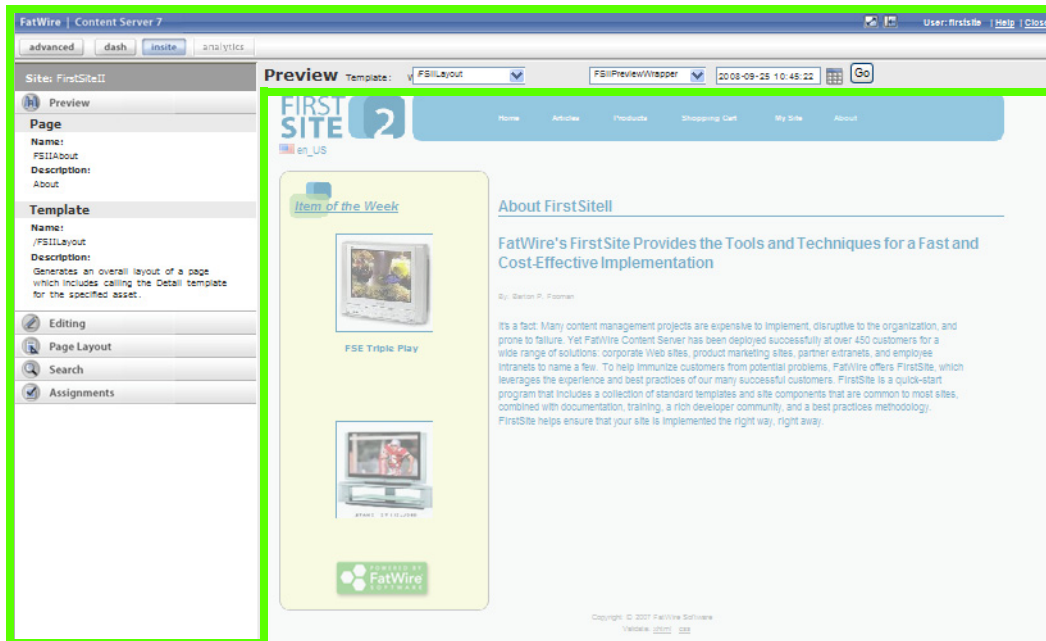 FatWire | Content Server 7
User: firstsite | Help | Close
advanced dash insite analytics
Site: FirstSiteII
Preview Template: FSIILayout FSIIPreviewWrapper 2008-09-25 10:45:22 Go
Preview
Page
Name:
FSIIAbout
Description:
About
Template
Name:
/FSIILayout
Description:
Generates an overall layout of a page
which includes calling the Detail template
for the specified asset.
Editing
Page Layout
Search
Assignments
FIRST
SITE 2
Home Articles Products Shopping Cart My Site About
en_US
Item of the Week
FSE Triple Play
POWERED BY
FatWire
SOFTWARE
About FirstSiteII
FatWire's FirstSite Provides the Tools and Techniques for a Fast and
Cost-Effective Implementation
By:
It's a fact: Many content management projects are expensive to implement, disruptive to the organization, and
prone to failure. Yet FatWire Content Server has been deployed successfully at over 450 customers for a
wide range of solutions: corporate Web sites, product marketing sites, partner extranets, and employee
intranets to name a few. To help immunize customers from potential problems, FatWire offers FirstSite, which
leverages the experience and best practices of our many successful customers. FirstSite is a quick-start
program that includes a collection of standard templates and site components that are common to most sites,
combined with documentation, training, a rich developer community, and a best practices methodology.
FirstSite helps ensure that your site is implemented the right way, right away.
Copyright © 2007 FatWire Software
Validate: xhtml css